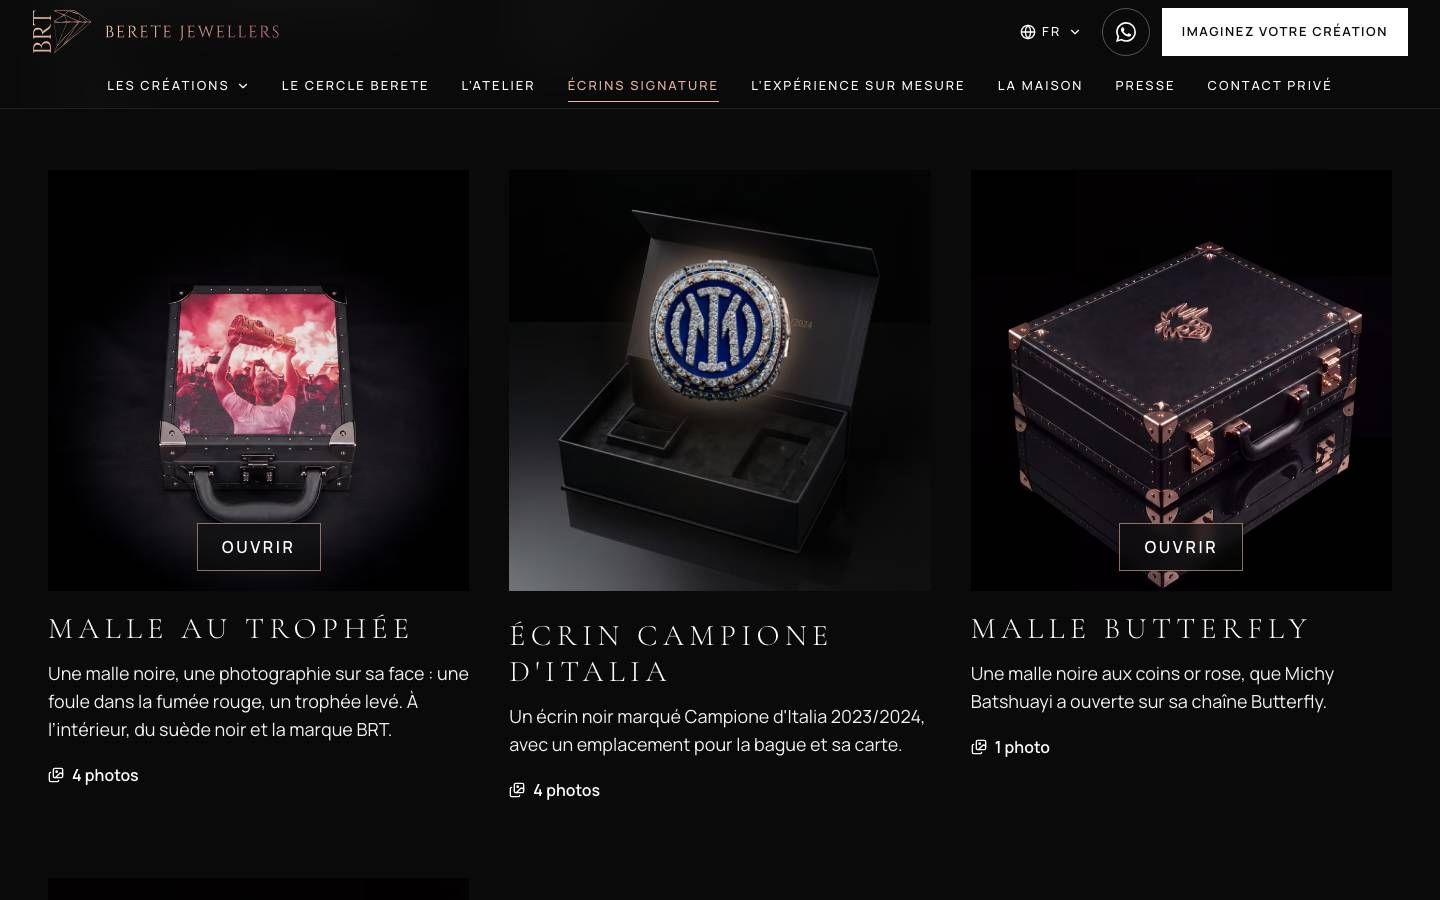 BRT
BERETE JEWELLERS
FR
IMAGINEZ VOTRE CRÉATION
LES CRÉATIONS
LE CERCLE BERETE
L'ATELIER
ÉCRINS SIGNATURE
L'EXPÉRIENCE SUR MESURE
LA MAISON
PRESSE
CONTACT PRIVÉ
OUVRIR
MALLE AU TROPHÉE
Une malle noire, une photographie sur sa face : une
foule dans la fumée rouge, un trophée levé. À
l'intérieur, du suède noir et la marque BRT.
4 photos
ÉCRIN CAMPIONE
D'ITALIA
Un écrin noir marqué Campione d'Italia 2023/2024,
avec un emplacement pour la bague et sa carte.
4 photos
OUVRIR
MALLE BUTTERFLY
Une malle noire aux coins or rose, que Michy
Batshuayi a ouverte sur sa chaîne Butterfly.
1 photo